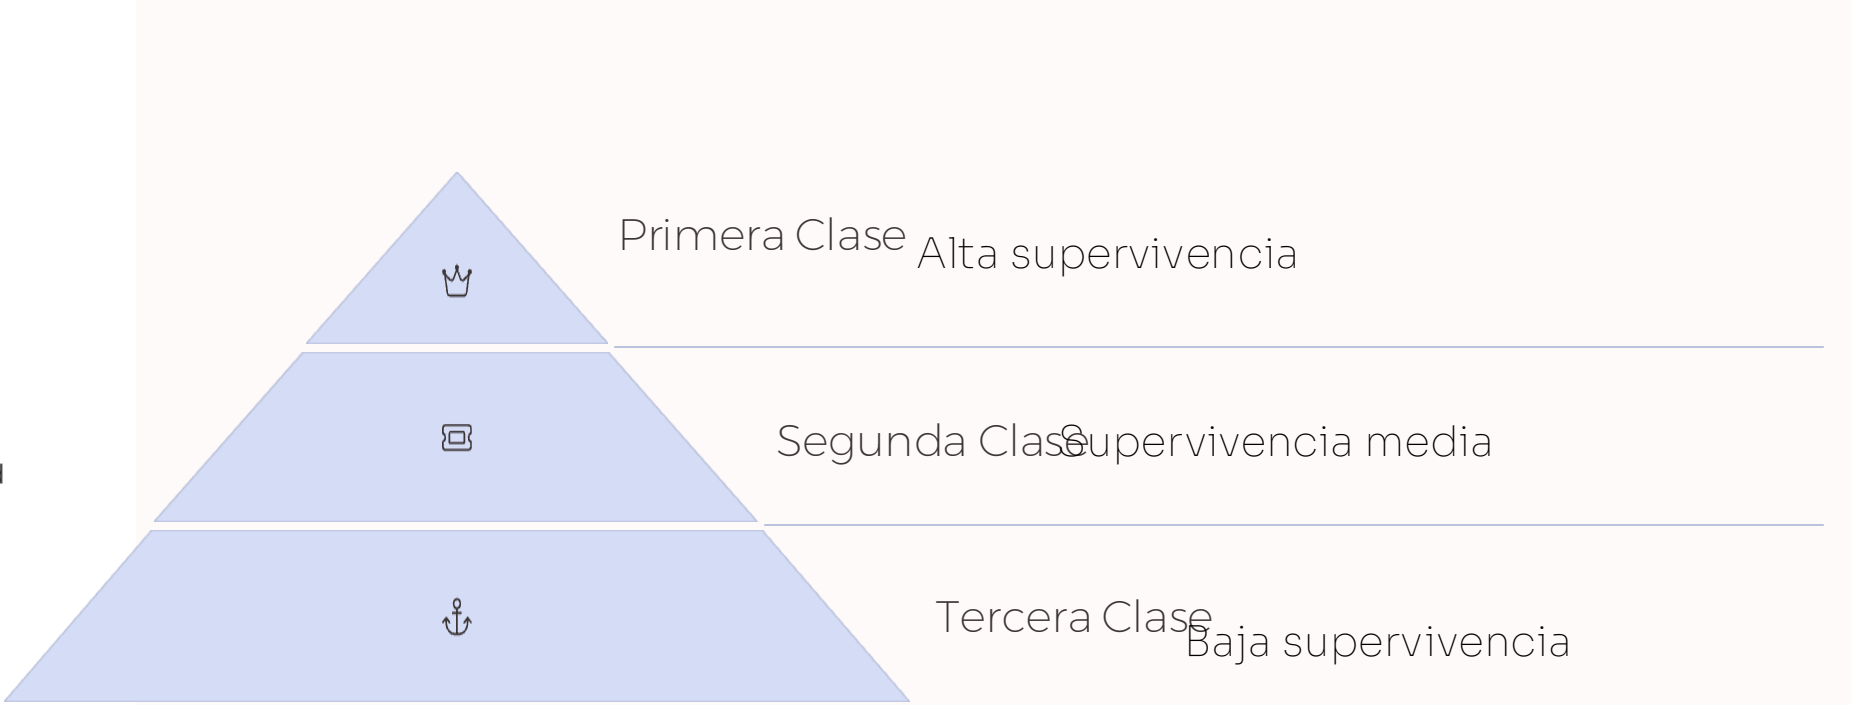 Primera Clase
Alta supervivencia
Segunda Clase
Supervivencia media
Tercera Clase
Baja supervivencia